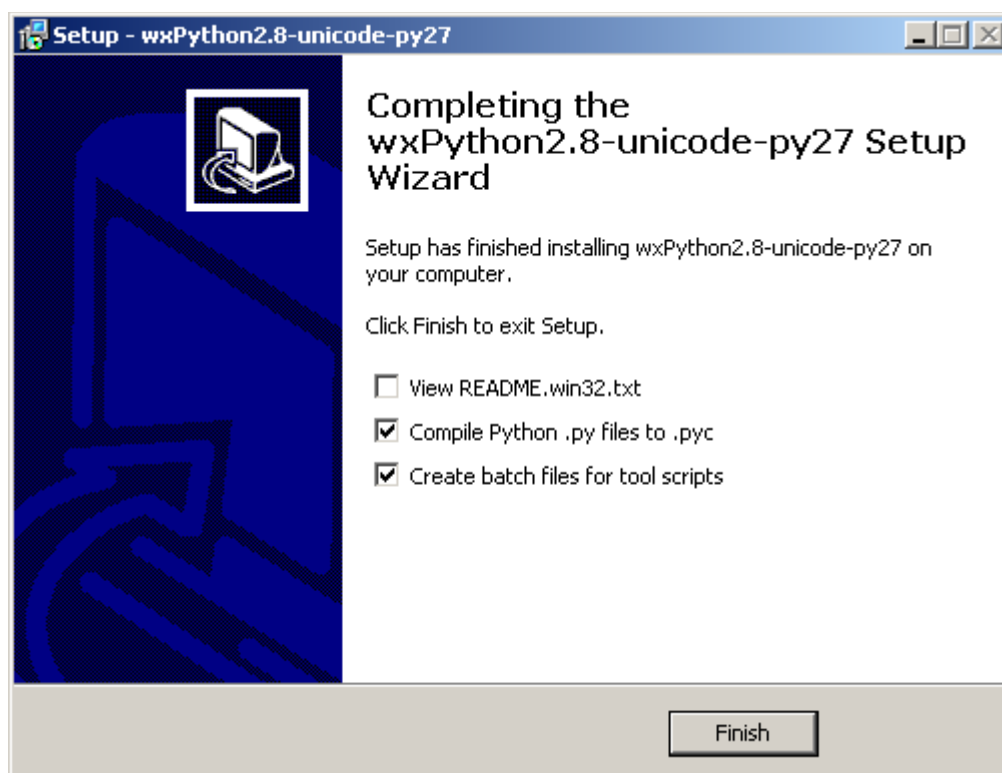 Setup - wxPython2.8-unicode-py27
Completing the
wxPython2.8-unicode-py27 Setup
Wizard
Setup has finished installing wxPython2.8-unicode-py27 on
your computer.
Click Finish to exit Setup.
View README.win32.txt
Compile Python .py files to .pyc
Create batch files for tool scripts
Finish